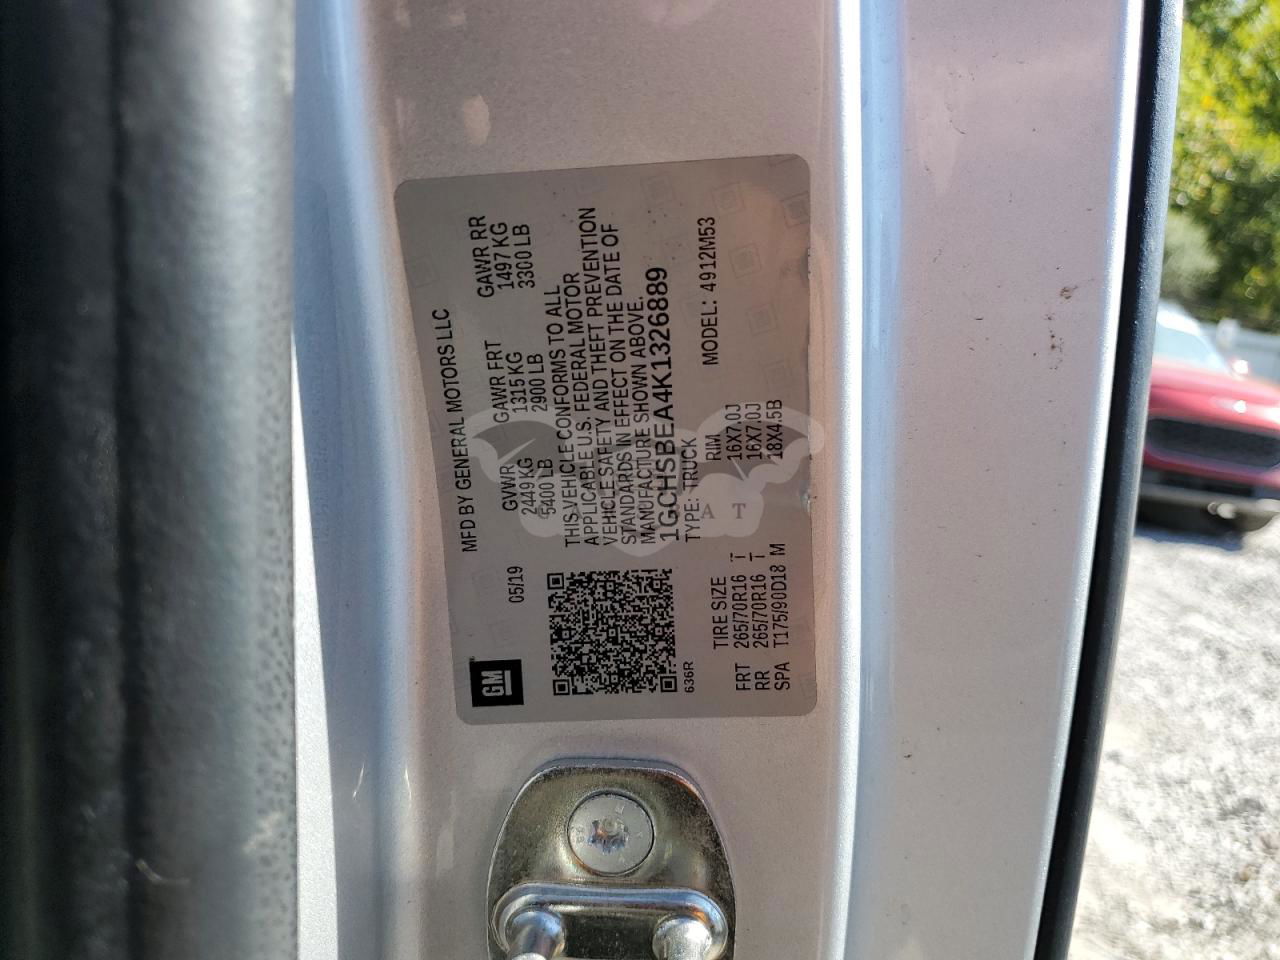 MFD BY GENERAL MOTORS LLC
05/19
GVWR GAWR FRT GAWR RR
2449 KG 1315 KG 1497 KG
5400 LB 2900 LB 3300 LB
THIS VEHICLE CONFORMS TO ALL
APPLICABLE U.S. FEDERAL MOTOR
VEHICLE SAFETY AND THEFT PREVENTION
STANDARDS IN EFFECT ON THE DATE OF
MANUFACTURE SHOWN ABOVE.
1GCHSBEA4K1326889
TYPE: TRUCK MODEL: 4912M53
GM
636R
TIRE SIZE RIM
FRT 265/70R16 T 16X7.0J
RR 265/70R16 T 16X7.0J
SPA T175/90D18 M 18X4.5B